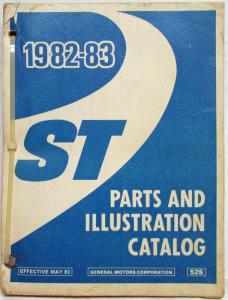 1982-83
ST
PARTS AND
ILLUSTRATION
CATALOG
EFFECTIVE MAY 83 GENERAL MOTORS CORPORATION 52S